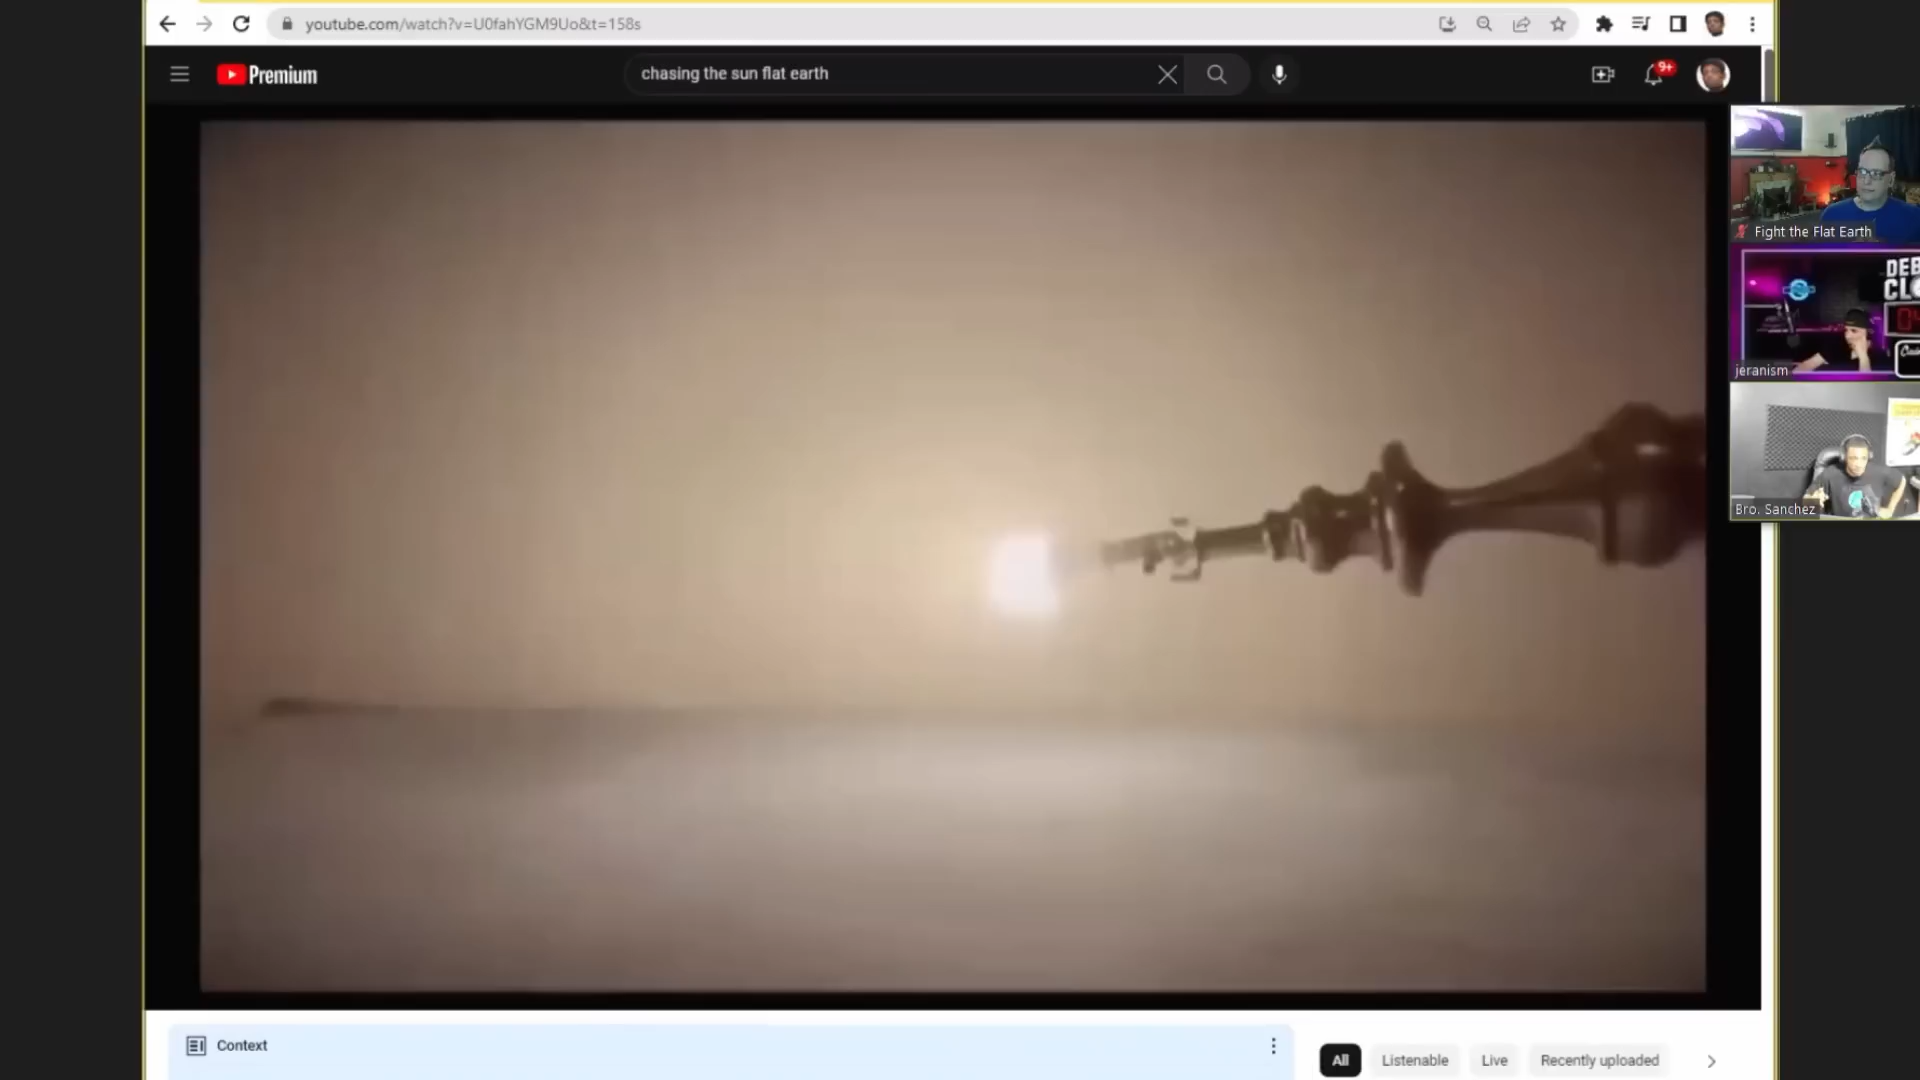 youtube.com/watch?v=U0fahYGM9Uo&t=158s
Premium
chasing the sun flat earth
9+
Fight the Flat Earth
DEB
CL
jeranism
Bro. Sanchez
Context
All
Listenable
Live
Recently uploaded